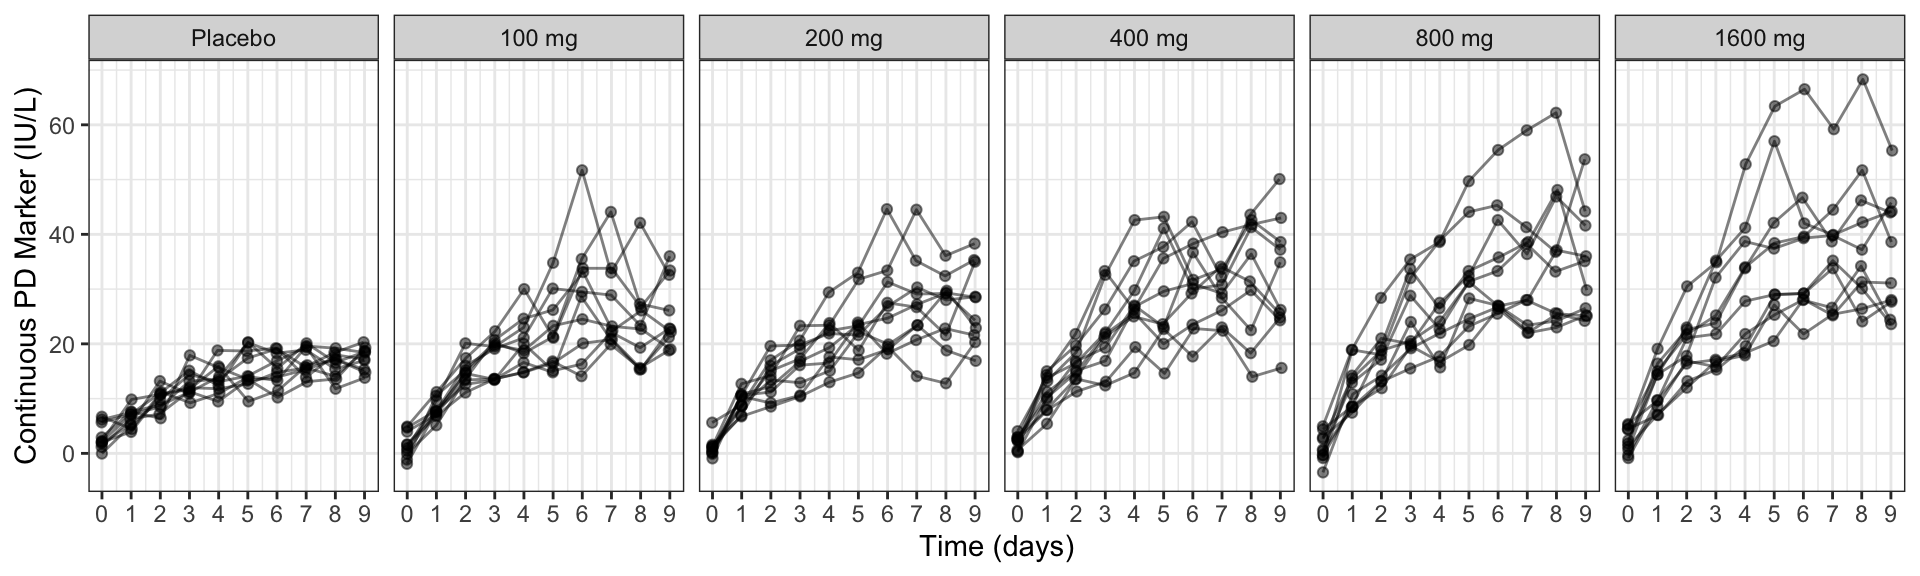 Placebo 100 mg 200 mg 400 mg 800 mg 1600 mg
Continuous PD Marker (IU/L)
60
40
20
0
0 1 2 3 4 5 6 7 8 9 0 1 2 3 4 5 6 7 8 9 0 1 2 3 4 5 6 7 8 9 0 1 2 3 4 5 6 7 8 9 0 1 2 3 4 5 6 7 8 9 0 1 2 3 4 5 6 7 8 9
Time (days)